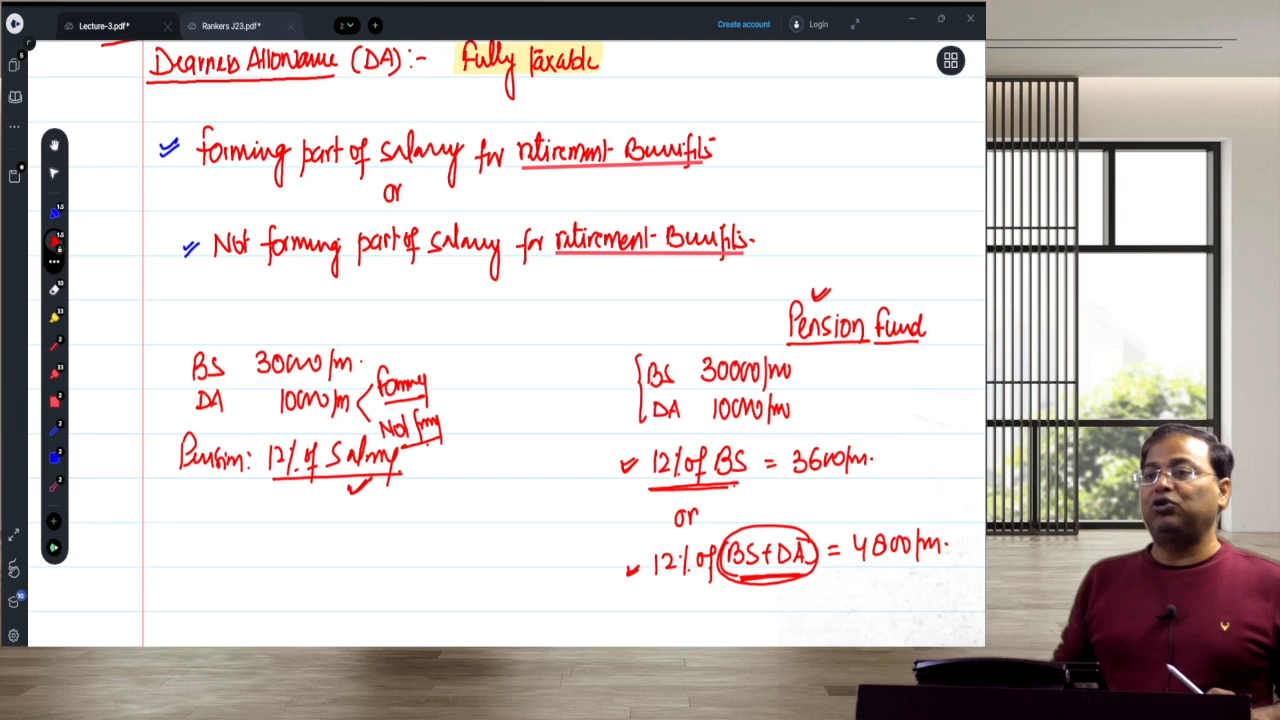 Lecture-3.pdf*
Rankers J23.pdf*
2
Create account
Login
Dearness Allowance (DA):- Fully Taxable
forming part of salary for retirement Benefits
or
Not forming part of salary for retirement Benefits.
Pension Fund
BS 30000/m.
DA 10000/m
forming
Not form
Pension: 12% of Salary
BS 30000/m
DA 10000/m
12% of BS = 3600/m.
or
12% of BS+DA = 4800/m.